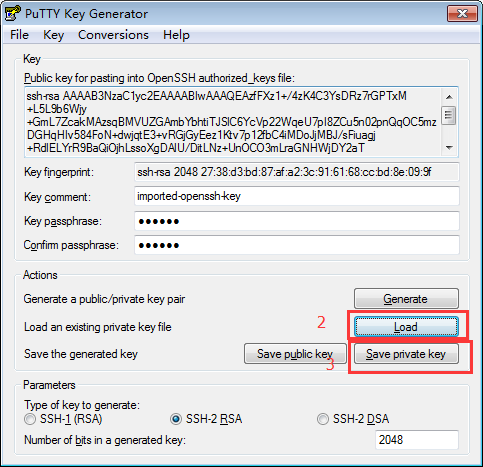 PuTTY Key Generator
File Key Conversions Help
Key
Public key for pasting into OpenSSH authorized_keys file:
ssh-rsa AAAAB3NzaC1yc2EAAAABIwAAAQEAzfFXz1+/4zK4C3YsDRz7rGPTxM
+L5L9b6Wjy
+GmL7ZcakMAzsqBMVUZGAmbYbhtiTJSlC6YcVp22WqeU7pI8ZCu5n02pnQqOC5mz
DGHqHIv584FoN+dwjqtE3+vRGjGyEez1Ktv7p12fbC4iMDoJjMBJ/sFiuagj
+RdlELYrR9BaQiOjhLssoXgDAlU/DitLNz+UnOCO3mLraGNHWjDY2aT
Key fingerprint: ssh-rsa 2048 27:38:d3:bd:87:af:a2:3c:91:61:68:cc:bd:8e:09:9f
Key comment: imported-openssh-key
Key passphrase: ●●●●●●
Confirm passphrase: ●●●●●●
Actions
Generate a public/private key pair Generate
Load an existing private key file 2 Load
Save the generated key Save public key 3 Save private key
Parameters
Type of key to generate:
SSH-1 (RSA) SSH-2 RSA SSH-2 DSA
Number of bits in a generated key: 2048